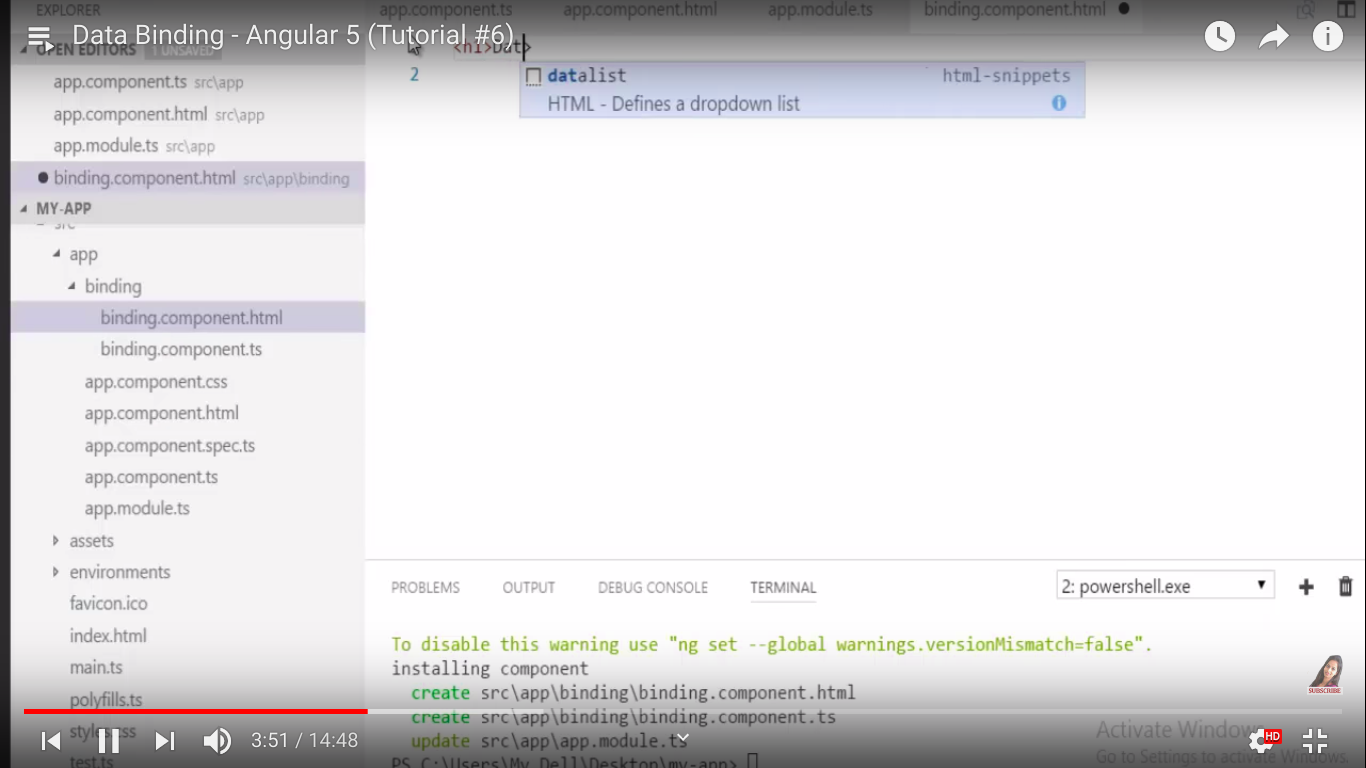 EXPLORER
app.component.ts app.component.html app.module.ts binding.component.html
Data Binding - Angular 5 (Tutorial #6)
OPEN EDITORS 1 UNSAVED
<h1>Dat>
app.component.ts src\app
2
datalist html-snippets
HTML - Defines a dropdown list
app.component.html src\app
app.module.ts src\app
binding.component.html src\app\binding
MY-APP
src
app
binding
binding.component.html
binding.component.ts
app.component.css
app.component.html
app.component.spec.ts
app.component.ts
app.module.ts
assets
environments
favicon.ico
index.html
main.ts
polyfills.ts
styles.css
test.ts
PROBLEMS OUTPUT DEBUG CONSOLE TERMINAL 2: powershell.exe
To disable this warning use "ng set --global warnings.versionMismatch=false".
installing component
create src\app\binding\binding.component.html
create src\app\binding\binding.component.ts
update src\app\app.module.ts
PS C:\Users\My Dell\Desktop\my-app>
SUBSCRIBE
3:51 / 14:48
HD
Activate Windows
Go to Settings to activate Windows.